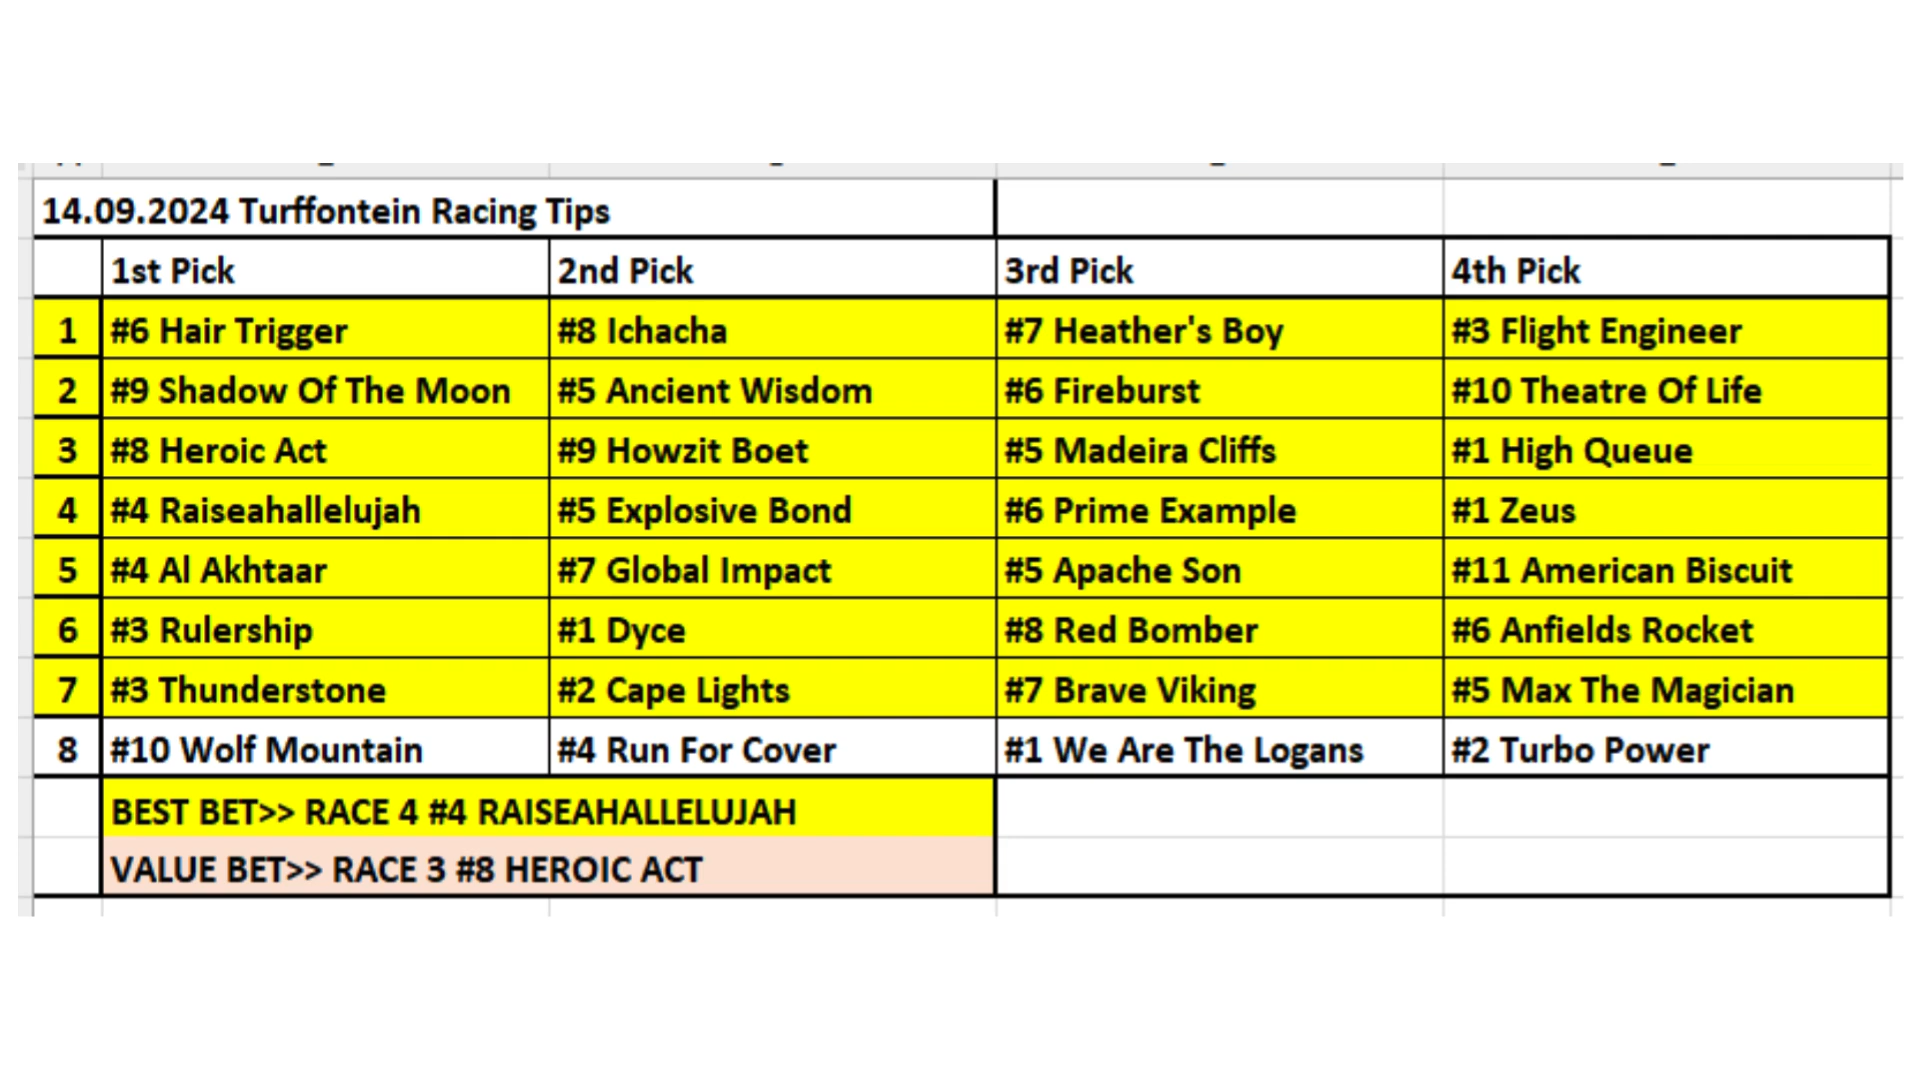 14.09.2024 Turffontein Racing Tips
1st Pick 2nd Pick 3rd Pick 4th Pick
1 #6 Hair Trigger #8 Ichacha #7 Heather's Boy #3 Flight Engineer
2 #9 Shadow Of The Moon #5 Ancient Wisdom #6 Fireburst #10 Theatre Of Life
3 #8 Heroic Act #9 Howzit Boet #5 Madeira Cliffs #1 High Queue
4 #4 Raiseahallelujah #5 Explosive Bond #6 Prime Example #1 Zeus
5 #4 Al Akhtaar #7 Global Impact #5 Apache Son #11 American Biscuit
6 #3 Rulership #1 Dyce #8 Red Bomber #6 Anfields Rocket
7 #3 Thunderstone #2 Cape Lights #7 Brave Viking #5 Max The Magician
8 #10 Wolf Mountain #4 Run For Cover #1 We Are The Logans #2 Turbo Power
BEST BET>> RACE 4 #4 RAISEAHALLELUJAH
VALUE BET>> RACE 3 #8 HEROIC ACT